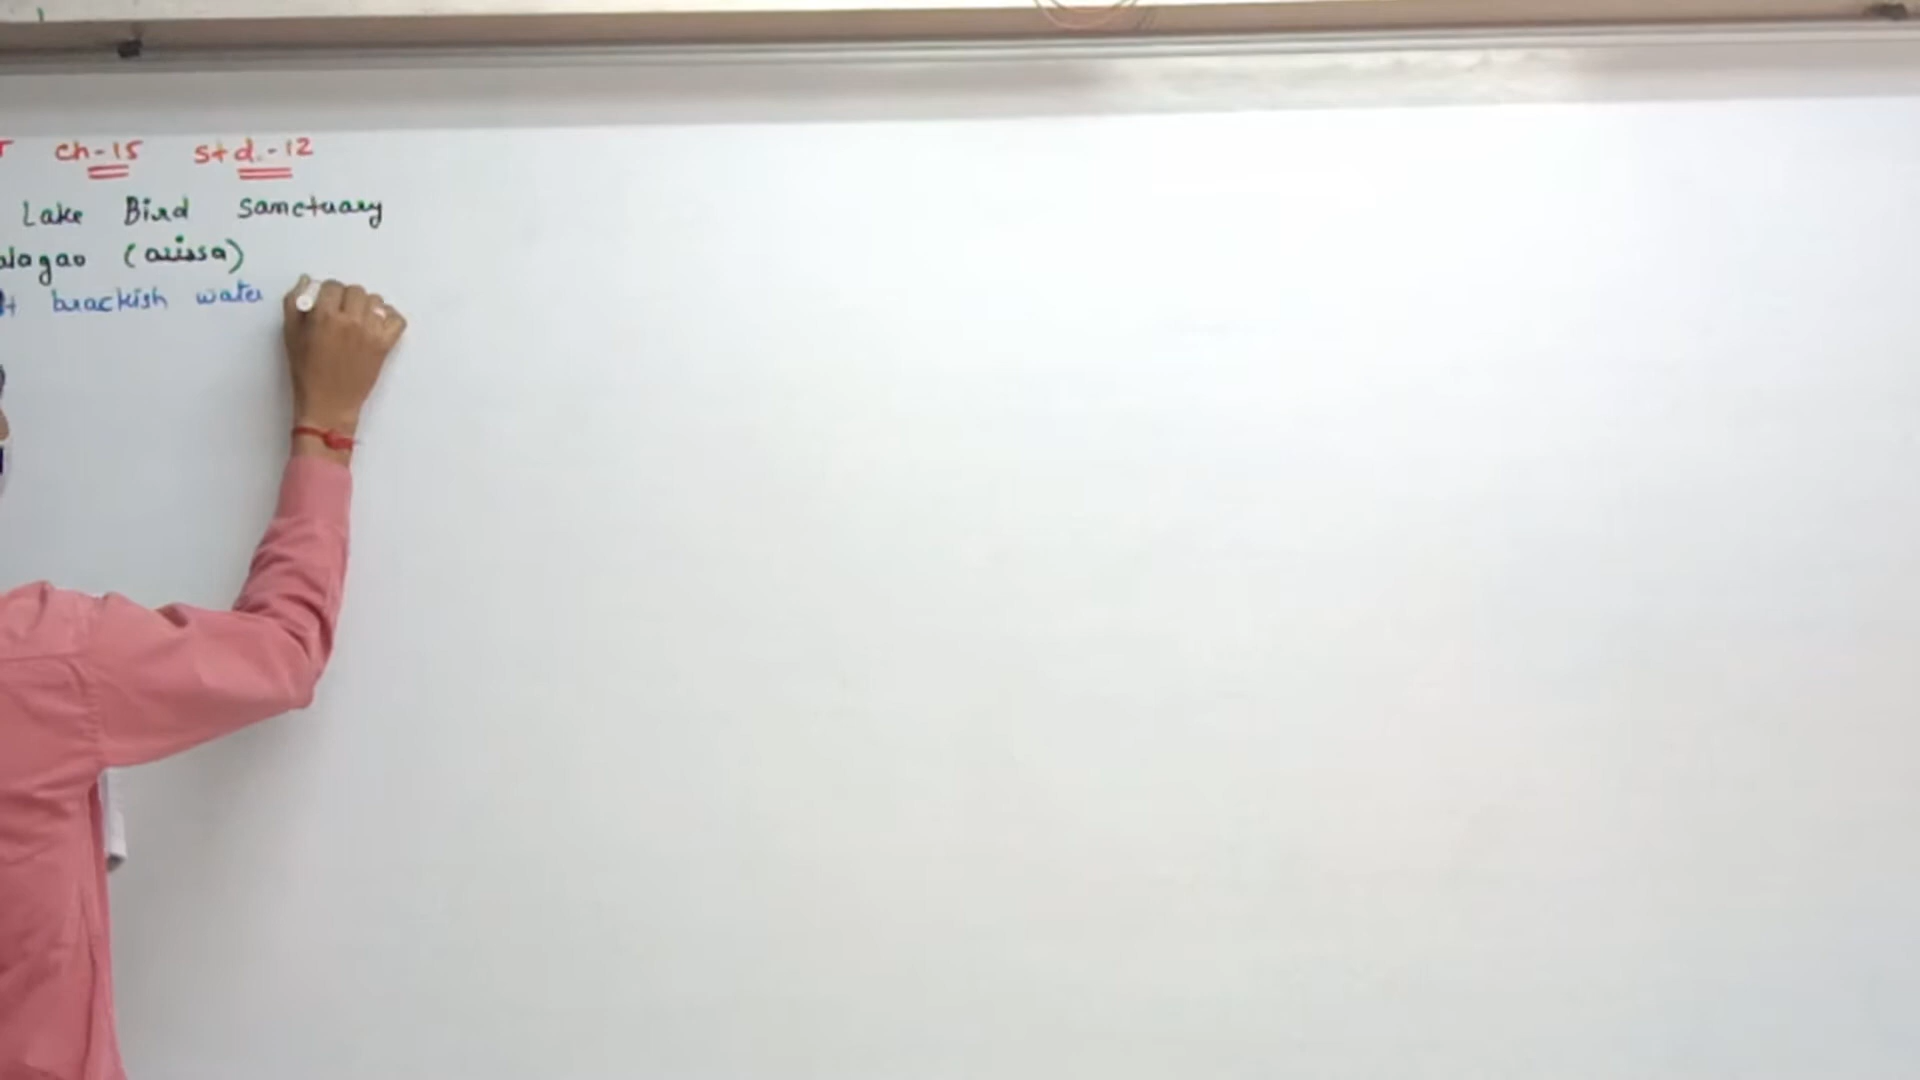 ch-15 std.-12
Lake Bird Sanctuary
(orissa)
brackish water